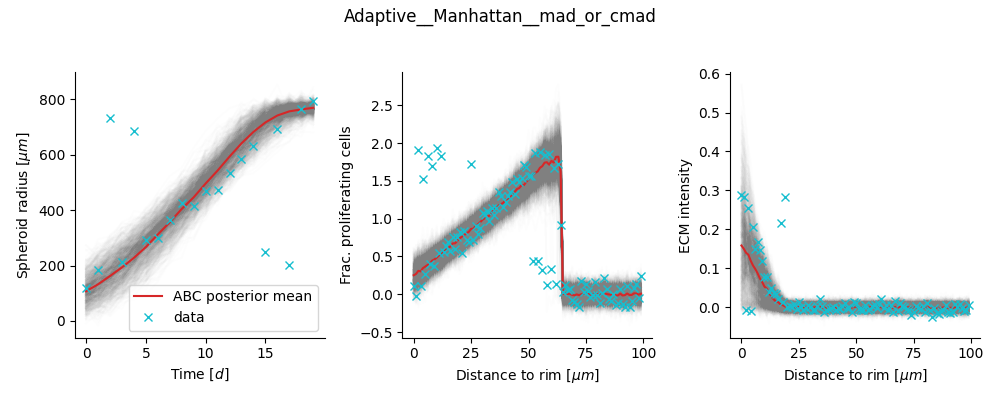 Adaptive__Manhattan__mad_or_cmad
Spheroid radius [μm]
800
600
400
200
0
0 5 10 15
Time [d]
ABC posterior mean
data
Frac. proliferating cells
2.5
2.0
1.5
1.0
0.5
0.0
−0.5
0 25 50 75 100
Distance to rim [μm]
ECM intensity
0.6
0.5
0.4
0.3
0.2
0.1
0.0
0 25 50 75 100
Distance to rim [μm]